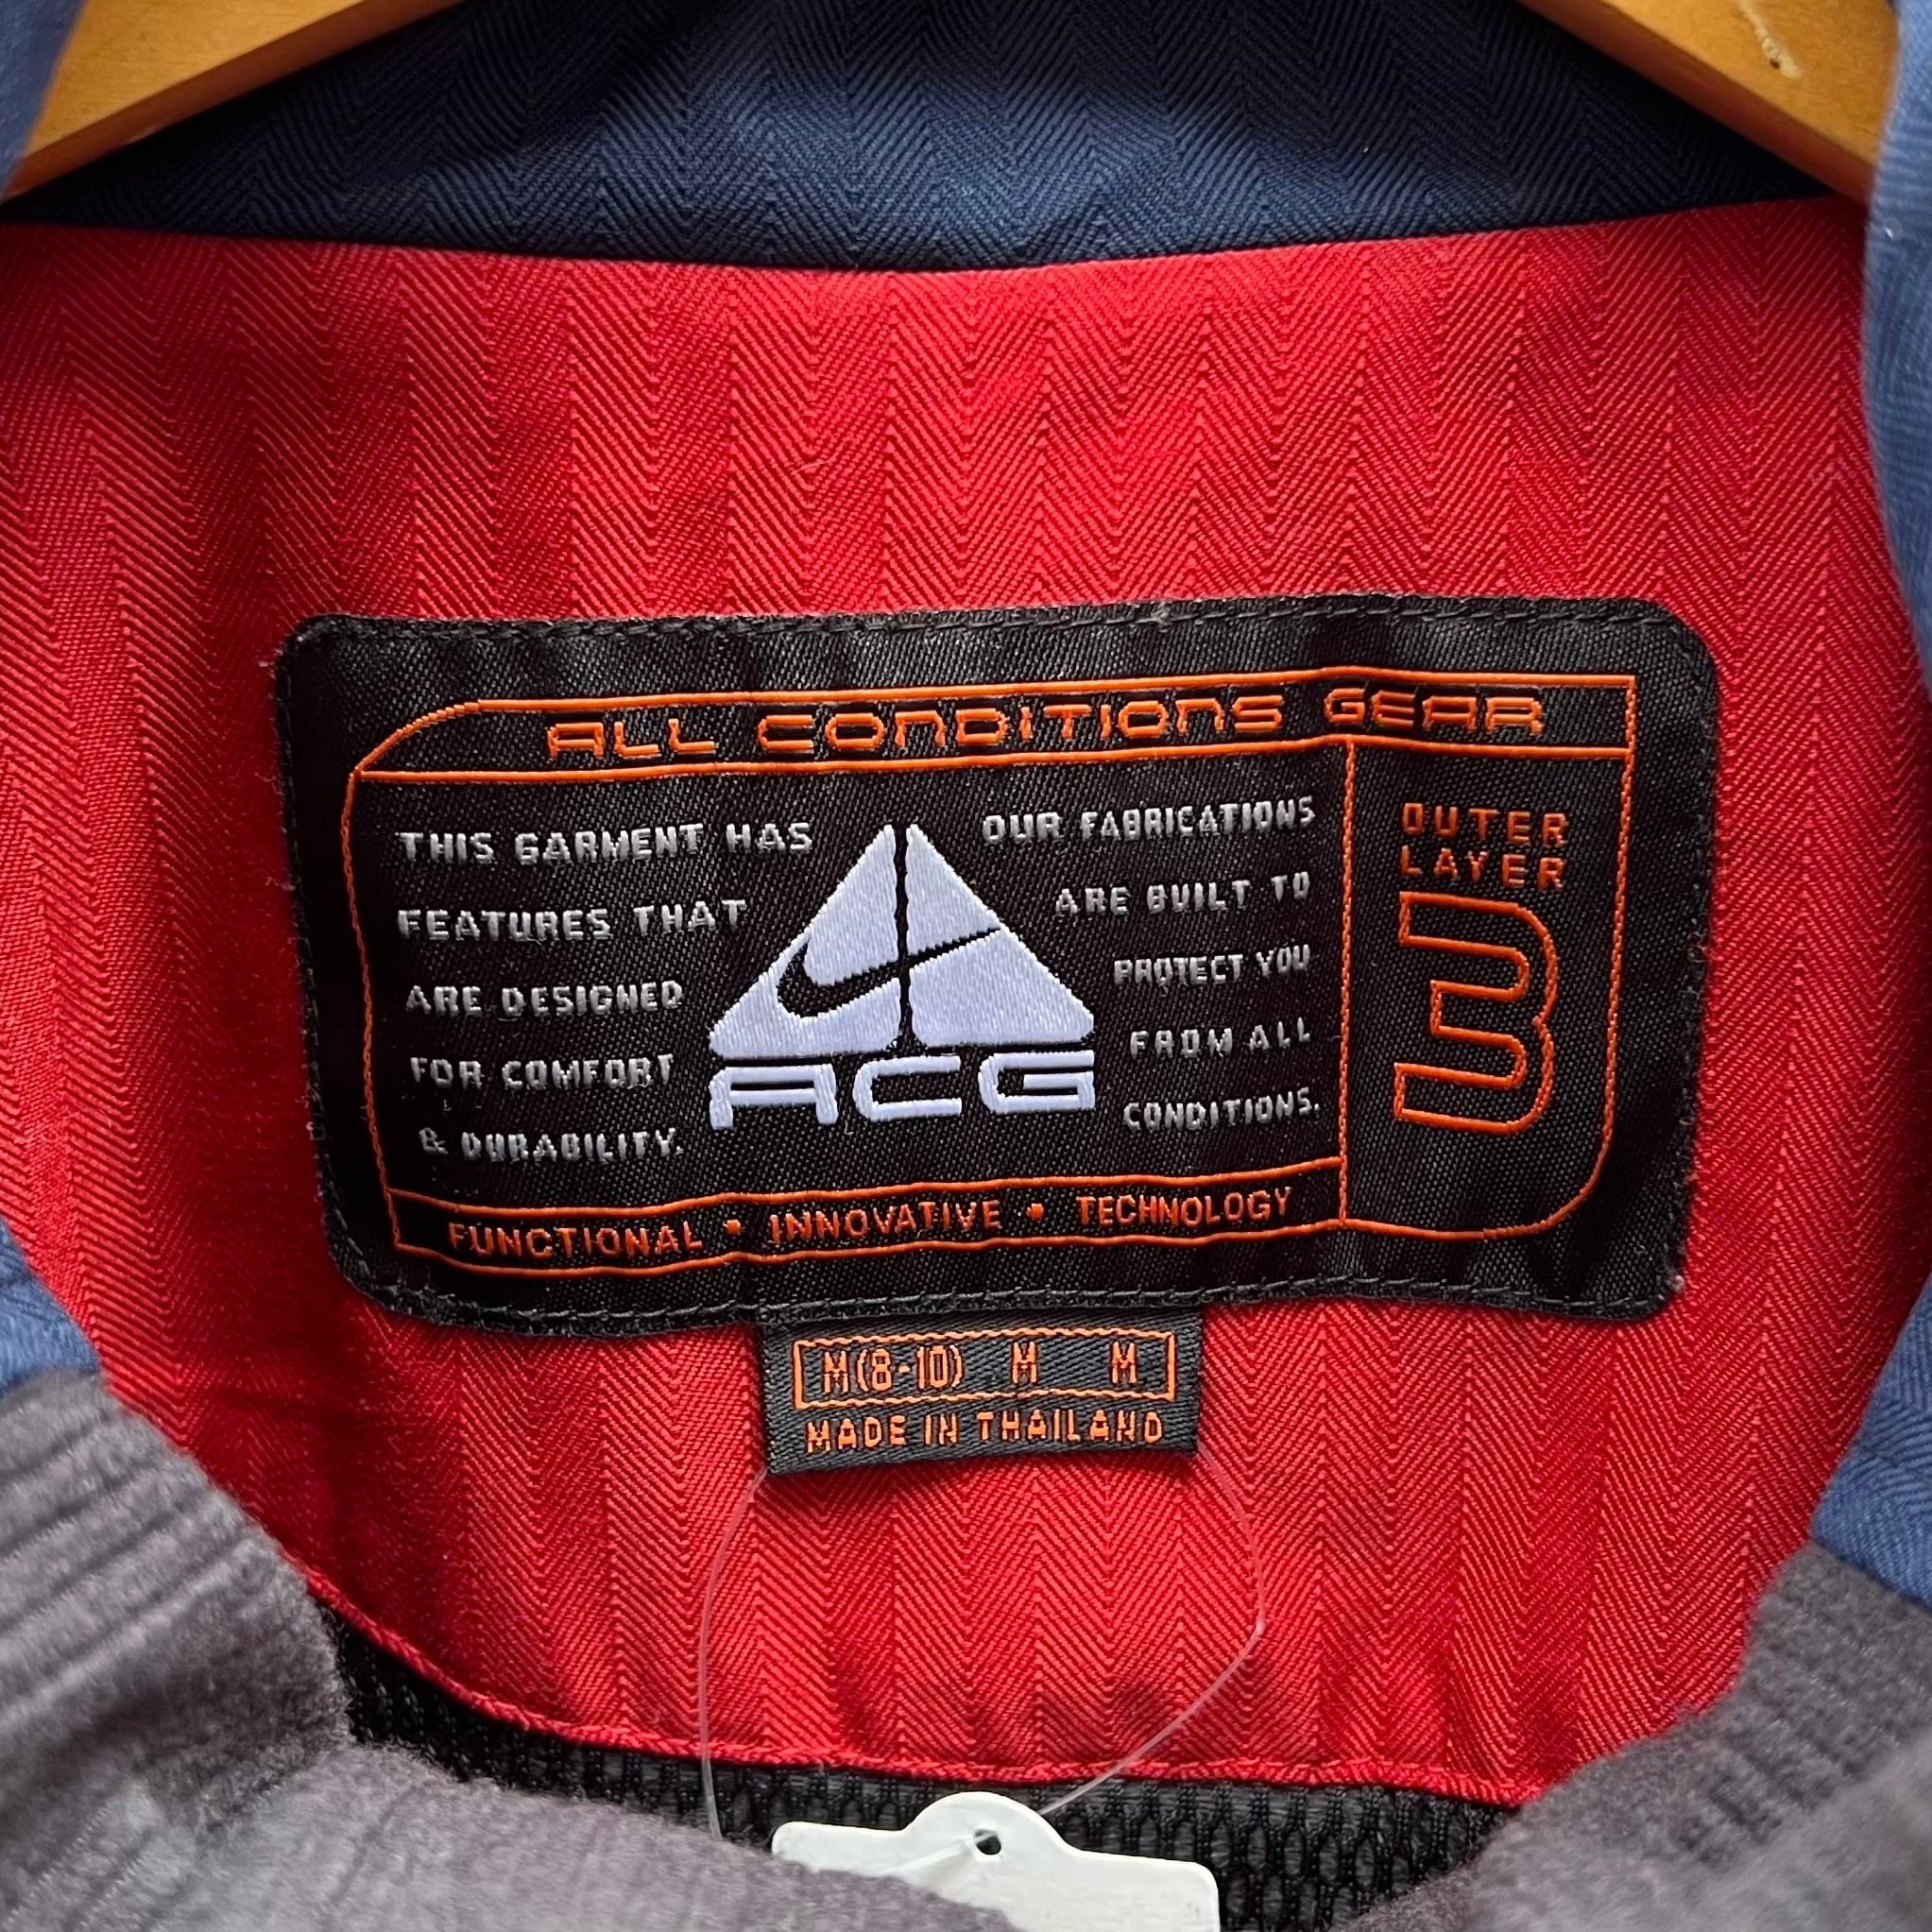 ALL CONDITIONS GEAR
THIS GARMENT HAS
FEATURES THAT
ARE DESIGNED
FOR COMFORT
& DURABILITY.
ACG
OUR FABRICATIONS
ARE BUILT TO
PROTECT YOU
FROM ALL
CONDITIONS.
OUTER
LAYER
3
FUNCTIONAL • INNOVATIVE • TECHNOLOGY
M(8-10) M M
MADE IN THAILAND